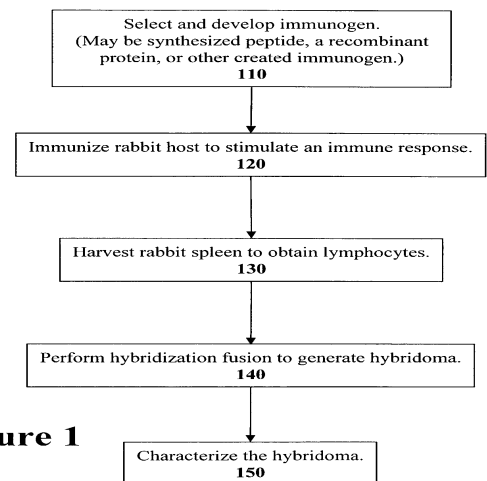 Select and develop immunogen.
(May be synthesized peptide, a recombinant
protein, or other created immunogen.)
110
Immunize rabbit host to stimulate an immune response.
120
Harvest rabbit spleen to obtain lymphocytes.
130
Perform hybridization fusion to generate hybridoma.
140
ure 1
Characterize the hybridoma.
150